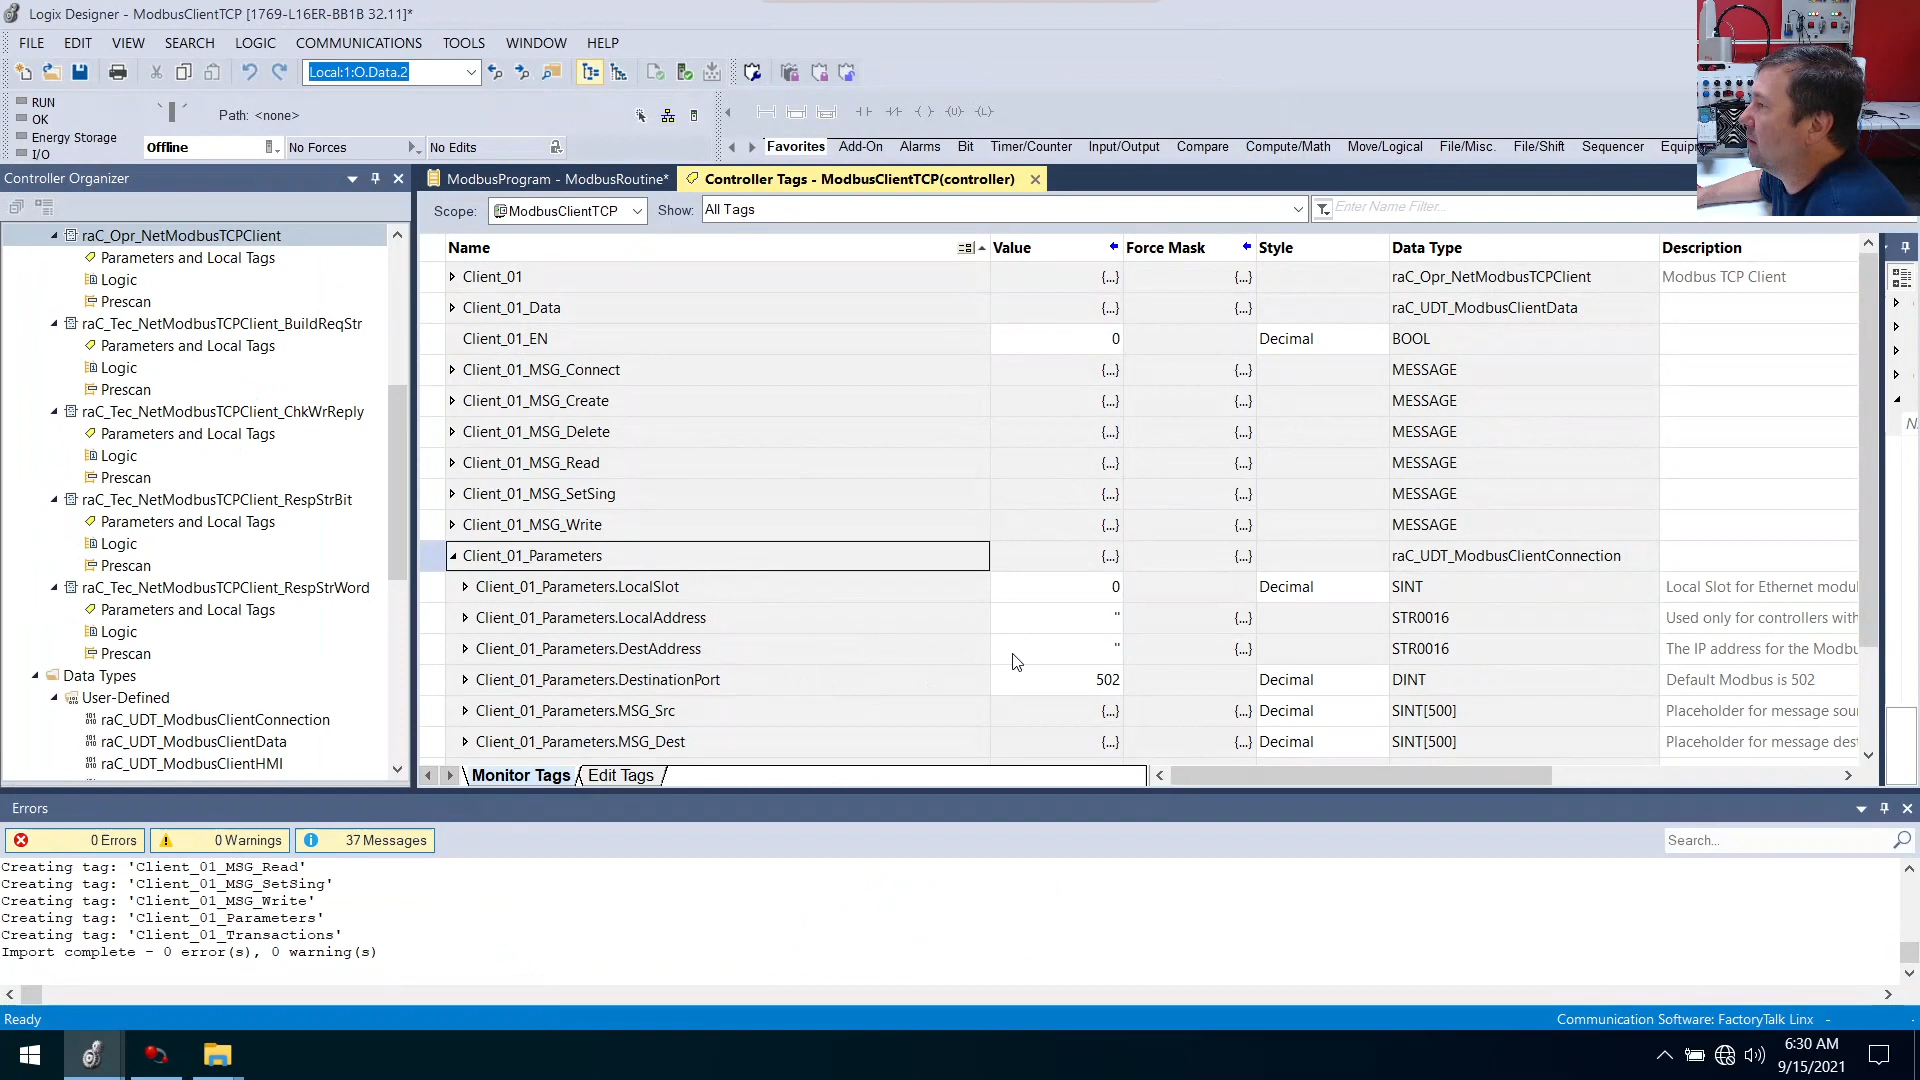 Logix Designer - ModbusClientTCP [1769-L16ER-BB1B 32.11]*
FILE EDIT VIEW SEARCH LOGIC COMMUNICATIONS TOOLS WINDOW HELP
Local:1:O.Data.2
RUN
OK
Energy Storage
I/O
Path: <none>
Offline No Forces No Edits
Favorites Add-On Alarms Bit Timer/Counter Input/Output Compare Compute/Math Move/Logical File/Misc. File/Shift Sequencer Equip
Controller Organizer
raC_Opr_NetModbusTCPClient
Parameters and Local Tags
Logic
Prescan
raC_Tec_NetModbusTCPClient_BuildReqStr
Parameters and Local Tags
Logic
Prescan
raC_Tec_NetModbusTCPClient_ChkWrReply
Parameters and Local Tags
Logic
Prescan
raC_Tec_NetModbusTCPClient_RespStrBit
Parameters and Local Tags
Logic
Prescan
raC_Tec_NetModbusTCPClient_RespStrWord
Parameters and Local Tags
Logic
Prescan
Data Types
User-Defined
raC_UDT_ModbusClientConnection
raC_UDT_ModbusClientData
raC_UDT_ModbusClientHMI
ModbusProgram - ModbusRoutine* Controller Tags - ModbusClientTCP(controller)
Scope: ModbusClientTCP Show: All Tags Enter Name Filter...
Name Value Force Mask Style Data Type Description
Client_01 {...} {...} raC_Opr_NetModbusTCPClient Modbus TCP Client
Client_01_Data {...} {...} raC_UDT_ModbusClientData
Client_01_EN 0 Decimal BOOL
Client_01_MSG_Connect {...} {...} MESSAGE
Client_01_MSG_Create {...} {...} MESSAGE
Client_01_MSG_Delete {...} {...} MESSAGE
Client_01_MSG_Read {...} {...} MESSAGE
Client_01_MSG_SetSing {...} {...} MESSAGE
Client_01_MSG_Write {...} {...} MESSAGE
Client_01_Parameters {...} {...} raC_UDT_ModbusClientConnection
Client_01_Parameters.LocalSlot 0 Decimal SINT Local Slot for Ethernet modul
Client_01_Parameters.LocalAddress '' {...} STR0016 Used only for controllers with
Client_01_Parameters.DestAddress '' {...} STR0016 The IP address for the Modbu
Client_01_Parameters.DestinationPort 502 Decimal DINT Default Modbus is 502
Client_01_Parameters.MSG_Src {...} {...} Decimal SINT[500] Placeholder for message sour
Client_01_Parameters.MSG_Dest {...} {...} Decimal SINT[500] Placeholder for message dest
N.
Monitor Tags Edit Tags
Errors
0 Errors 0 Warnings 37 Messages Search...
Creating tag: 'Client_01_MSG_Read'
Creating tag: 'Client_01_MSG_SetSing'
Creating tag: 'Client_01_MSG_Write'
Creating tag: 'Client_01_Parameters'
Creating tag: 'Client_01_Transactions'
Import complete - 0 error(s), 0 warning(s)
Ready Communication Software: FactoryTalk Linx -
6:30 AM
9/15/2021